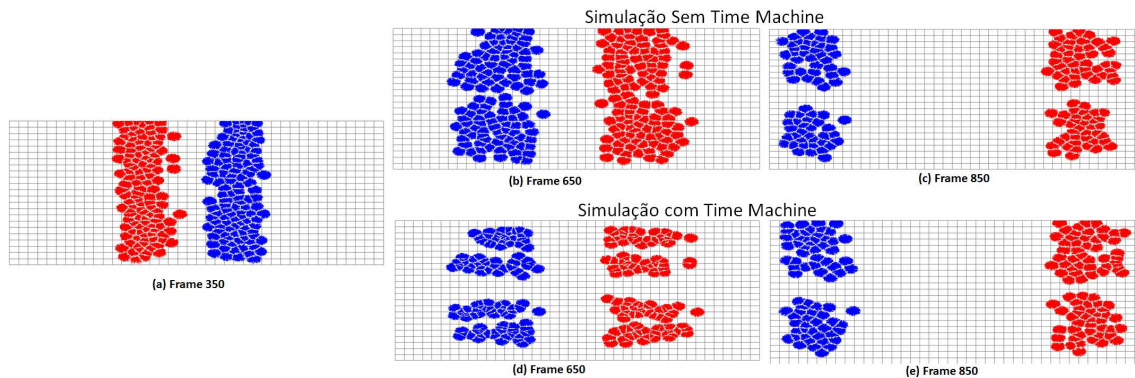 Simulação Sem Time Machine
(b) Frame 650
(c) Frame 850
(a) Frame 350
Simulação com Time Machine
(d) Frame 650
(e) Frame 850